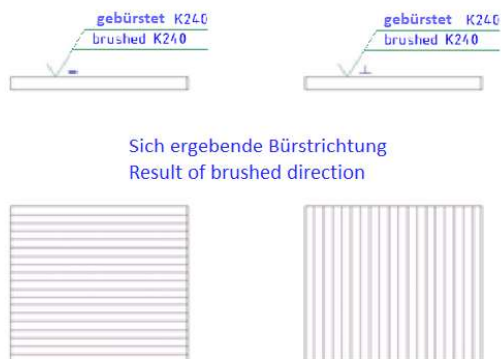 gebürstet K240
brushed K240
gebürstet K240
brushed K240
Sich ergebende Bürstrichtung
Result of brushed direction